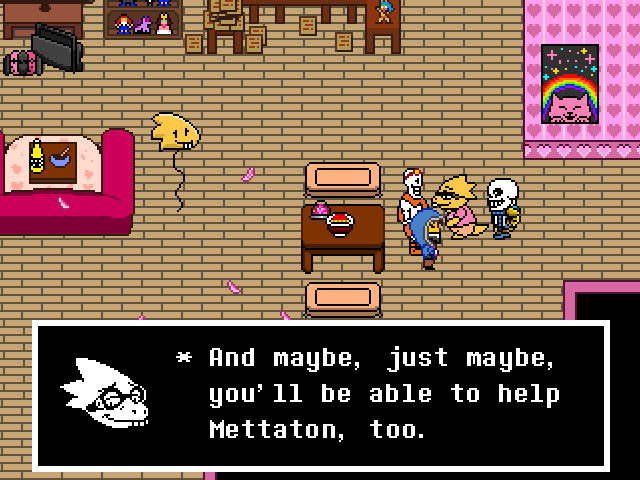 * And maybe, just maybe,
you'll be able to help
Mettaton, too.